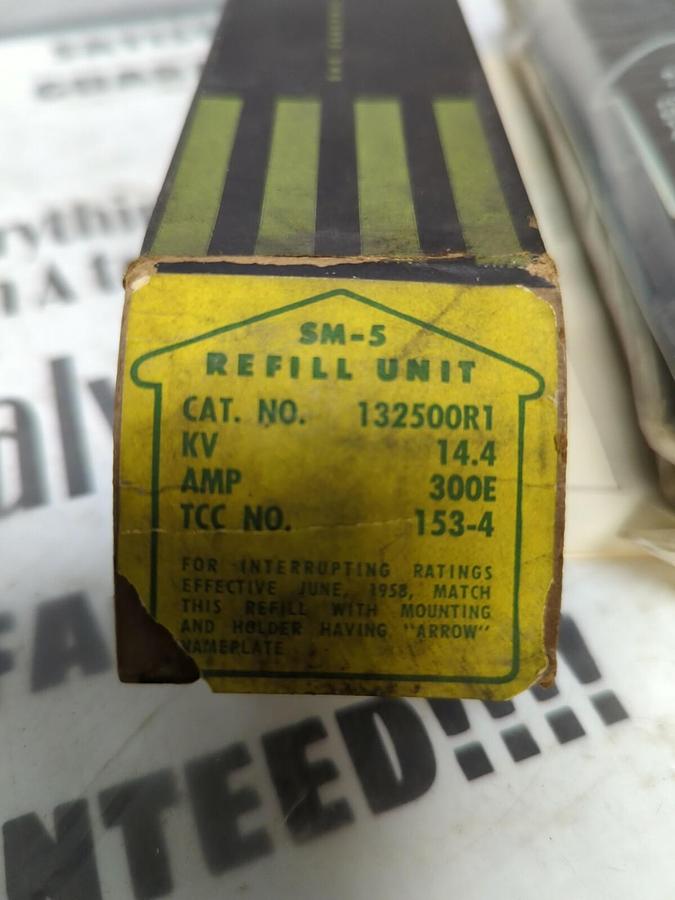 SM-5
REFILL UNIT
CAT. NO. 132500R1
KV 14.4
AMP 300E
TCC NO. 153-4
FOR INTERRUPTING RATINGS
EFFECTIVE JUNE, 1958, MATCH
THIS REFILL WITH MOUNTING
AND HOLDER HAVING "ARROW"
NAMEPLATE
NTEED!!!!